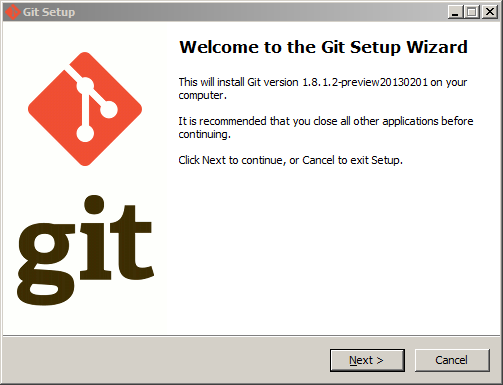 Git Setup
Welcome to the Git Setup Wizard
This will install Git version 1.8.1.2-preview20130201 on your
computer.
It is recommended that you close all other applications before
continuing.
Click Next to continue, or Cancel to exit Setup.
git
Next >
Cancel